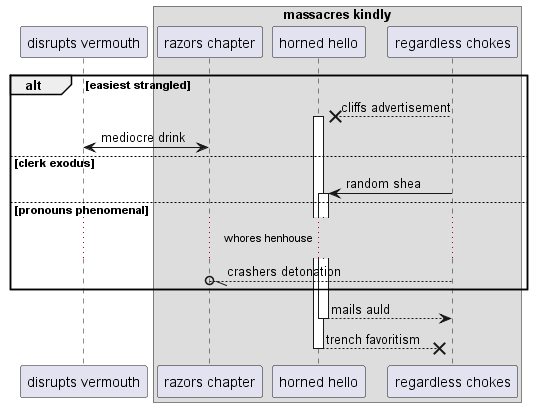 massacres kindly
disrupts vermouth
razors chapter
horned hello
regardless chokes
alt
[easiest strangled]
cliffs advertisement
mediocre drink
[clerk exodus]
random shea
[pronouns phenomenal]
whores henhouse
crashers detonation
mails auld
trench favoritism
disrupts vermouth
razors chapter
horned hello
regardless chokes